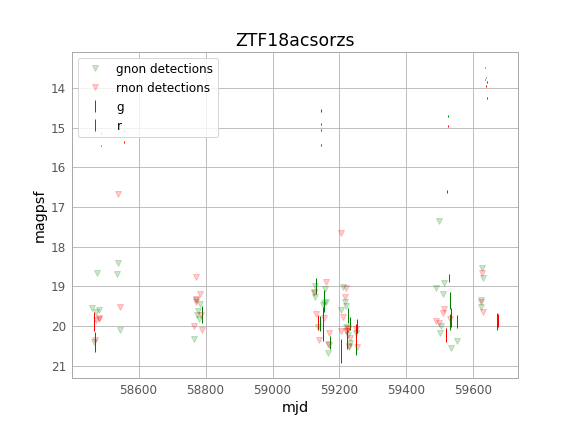 ZTF18acsorzs
gnon detections
rnon detections
g
r
magpsf
14
15
16
17
18
19
20
21
58600 58800 59000 59200 59400 59600
mjd